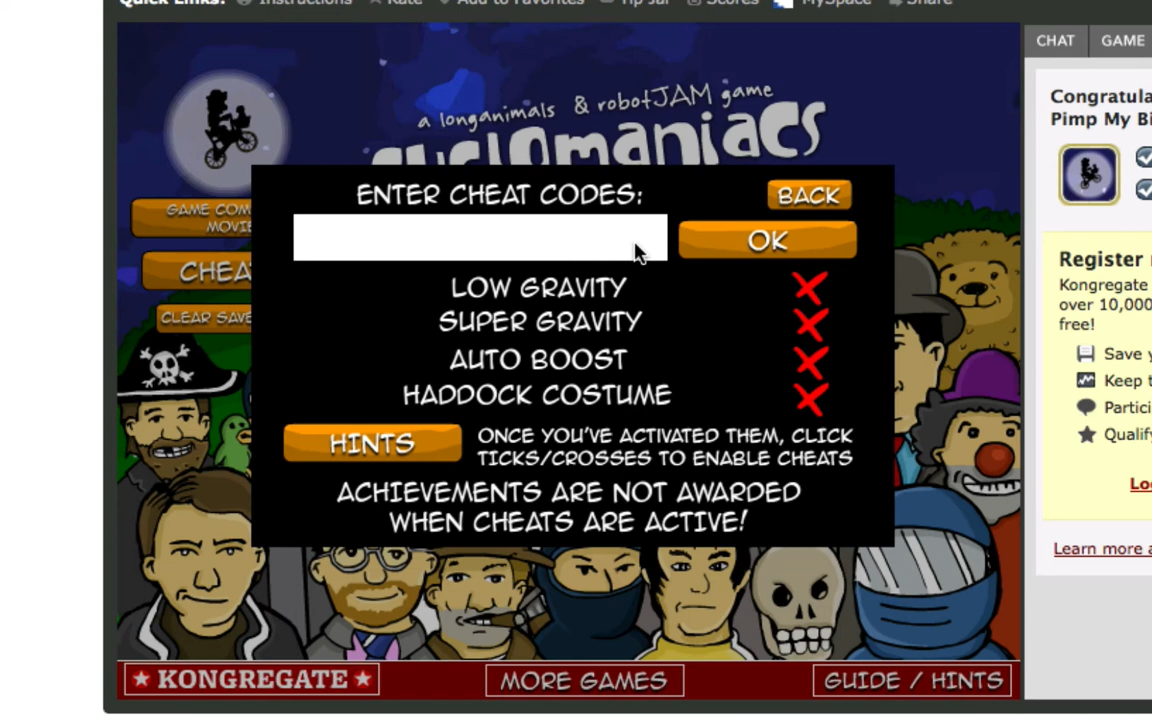 Quick Links: Instructions Rate Add to Favorites Tip Jar Scores MySpace Share
CHAT GAME
a longanimals & robotJAM game
cyclomaniacs
ENTER CHEAT CODES: BACK
OK
LOW GRAVITY
SUPER GRAVITY
AUTO BOOST
HADDOCK COSTUME
HINTS
ONCE YOU'VE ACTIVATED THEM, CLICK
TICKS/CROSSES TO ENABLE CHEATS
ACHIEVEMENTS ARE NOT AWARDED
WHEN CHEATS ARE ACTIVE!
GAME COM
MOVIE
CHEA
CLEAR SAVE
KONGREGATE
MORE GAMES
GUIDE / HINTS
Congratula
Pimp My Bi
Register
Kongregate
over 10,000
free!
Save y
Keep t
Partici
Qualify
Lo
Learn more a